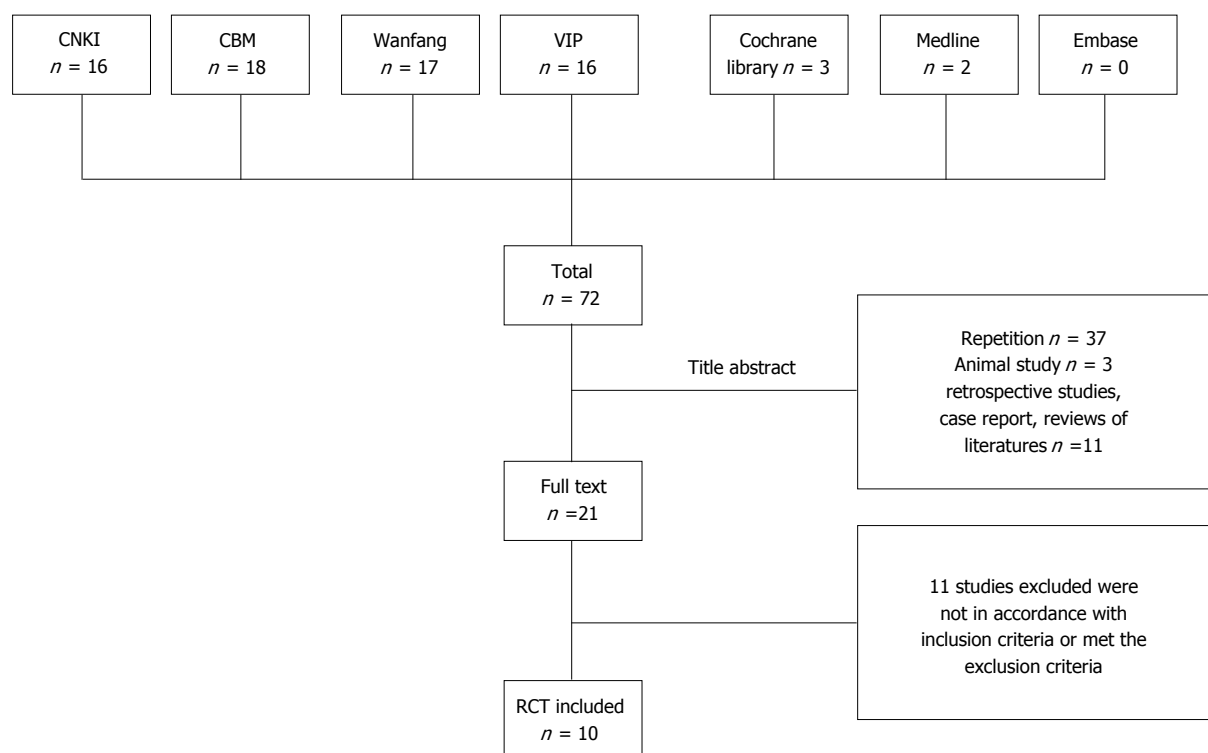 CNKI
n = 16
CBM
n = 18
Wanfang
n = 17
VIP
n = 16
Cochrane
library n = 3
Medline
n = 2
Embase
n = 0
Total
n = 72
Title abstract
Repetition n = 37
Animal study n = 3
retrospective studies,
case report, reviews of
literatures n =11
Full text
n =21
11 studies excluded were
not in accordance with
inclusion criteria or met the
exclusion criteria
RCT included
n = 10